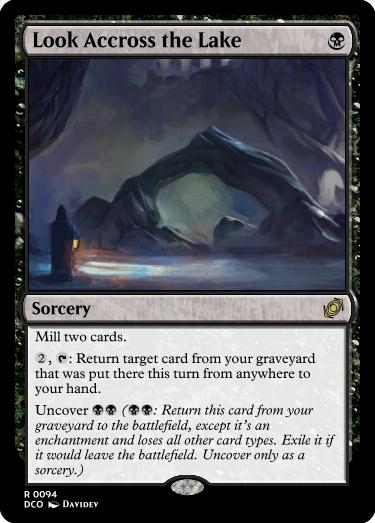 Look Accross the Lake
Sorcery
Mill two cards.
2, : Return target card from your graveyard
that was put there this turn from anywhere to
your hand.
Uncover (: Return this card from your
graveyard to the battlefield, except it's an
enchantment and loses all other card types. Exile it if
it would leave the battlefield. Uncover only as a
sorcery.)
R 0094
DCO Davidev